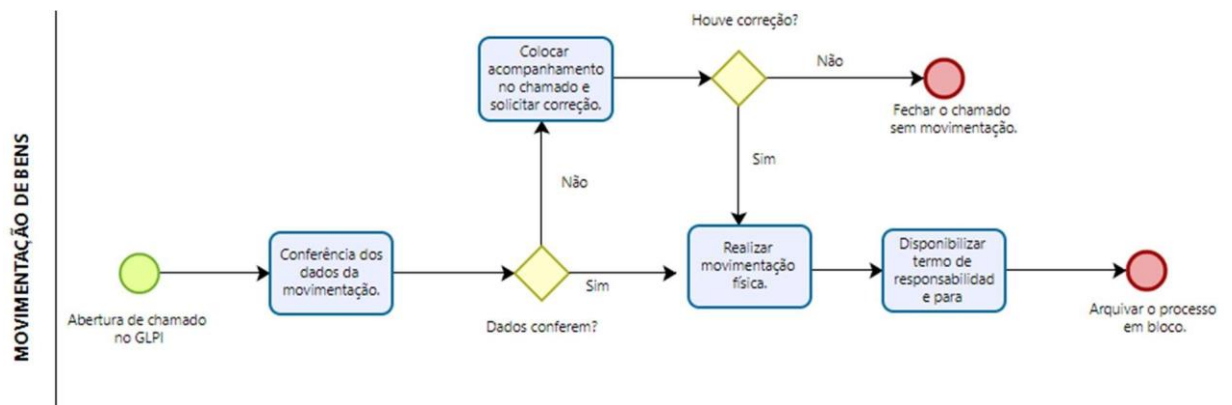 MOVIMENTAÇÃO DE BENS
Houve correção?
Colocar
acompanhamento
no chamado e
solicitar correção.
Não
Fechar o chamado
sem movimentação.
Sim
Não
Conferência dos
dados da
movimentação.
Realizar
movimentação
física.
Disponibilizar
termo de
responsabilidad
e para
Sim
Abertura de chamado
no GLPI
Dados conferem?
Arquivar o processo
em bloco.